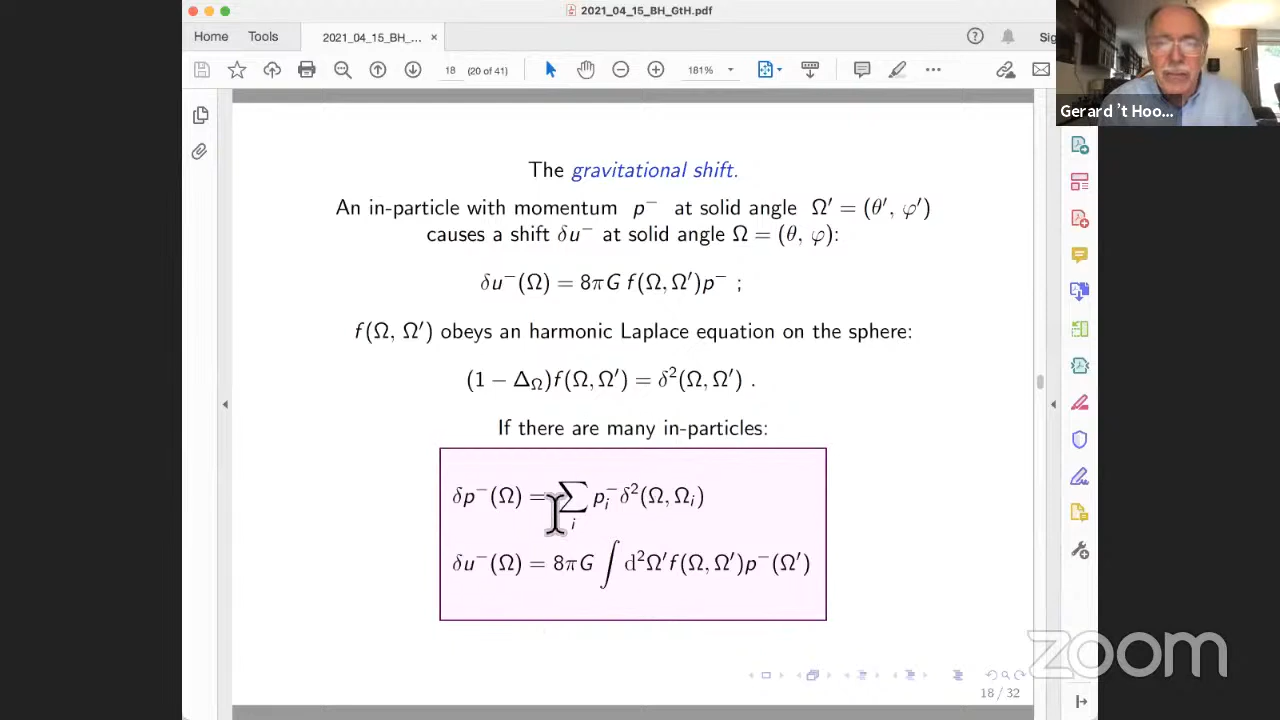 2021_04_15_BH_GtH.pdf
Home Tools 2021_04_15_BH_... × Sig
18 (20 of 41) 181%
Gerard 't Hoo...
The gravitational shift.
An in-particle with momentum p⁻ at solid angle Ω′ = (θ′, φ′)
causes a shift δu⁻ at solid angle Ω = (θ, φ):
δu⁻(Ω) = 8πG f(Ω, Ω′)p⁻ ;
f(Ω, Ω′) obeys an harmonic Laplace equation on the sphere:
(1 − Δ_Ω)f(Ω, Ω′) = δ²(Ω, Ω′) .
If there are many in-particles:
δp⁻(Ω) = ∑_i p_i⁻ δ²(Ω, Ω_i)
δu⁻(Ω) = 8πG ∫ d²Ω′f(Ω, Ω′)p⁻(Ω′)
zoom
18 / 32